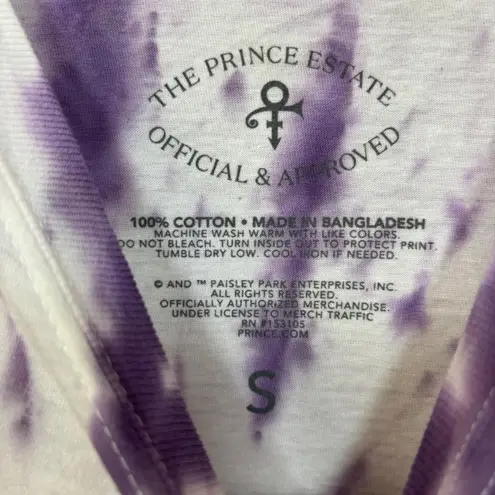 THE PRINCE ESTATE
OFFICIAL & APPROVED
100% COTTON • MADE IN BANGLADESH
MACHINE WASH WARM WITH LIKE COLORS.
DO NOT BLEACH. TURN INSIDE OUT TO PROTECT PRINT.
TUMBLE DRY LOW. COOL IRON IF NEEDED.
© AND ™ PAISLEY PARK ENTERPRISES, INC.
ALL RIGHTS RESERVED.
OFFICIALLY AUTHORIZED MERCHANDISE.
UNDER LICENSE TO MERCH TRAFFIC
RN #153105
PRINCE.COM
S